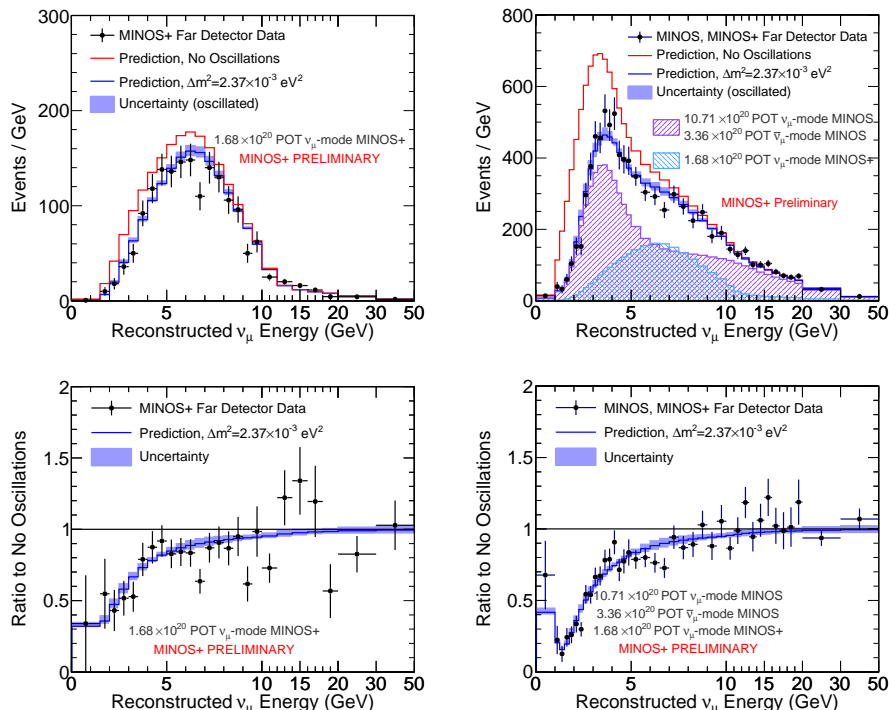 Events / GeV
300
200
100
0
MINOS+ Far Detector Data
Prediction, No Oscillations
Prediction, Δm²=2.37×10⁻³ eV²
Uncertainty (oscillated)
1.68×10²⁰ POT νμ-mode MINOS+
MINOS+ PRELIMINARY
0 5 10 15 20 30 50
Reconstructed νμ Energy (GeV)
Events / GeV
800
600
400
200
0
MINOS, MINOS+ Far Detector Data
Prediction, No Oscillations
Prediction, Δm²=2.37×10⁻³ eV²
Uncertainty (oscillated)
10.71×10²⁰ POT νμ-mode MINOS
3.36×10²⁰ POT ν̅μ-mode MINOS
1.68×10²⁰ POT νμ-mode MINOS+
MINOS+ Preliminary
0 5 10 15 20 30 50
Reconstructed νμ Energy (GeV)
Ratio to No Oscillations
2
1.5
1
0.5
0
MINOS+ Far Detector Data
Prediction, Δm²=2.37×10⁻³ eV²
Uncertainty
1.68×10²⁰ POT νμ-mode MINOS+
MINOS+ PRELIMINARY
0 5 10 15 20 30 50
Reconstructed νμ Energy (GeV)
Ratio to No Oscillations
2
1.5
1
0.5
0
MINOS, MINOS+ Far Detector Data
Prediction, Δm²=2.37×10⁻³ eV²
Uncertainty
10.71×10²⁰ POT νμ-mode MINOS
3.36×10²⁰ POT ν̅μ-mode MINOS
1.68×10²⁰ POT νμ-mode MINOS+
MINOS+ PRELIMINARY
0 5 10 15 20 30 50
Reconstructed νμ Energy (GeV)